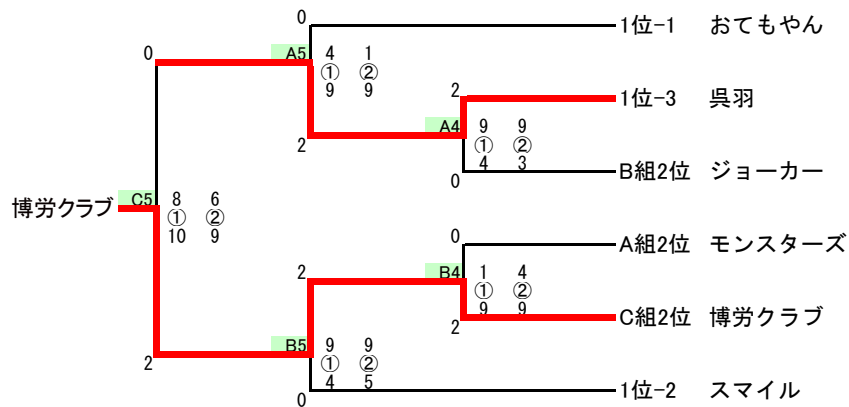 0
1位-1 おてもやん
0
A5 4 1
① ②
9 9
2
1位-3 呉羽
A4 9 9
① ②
4 3
2
0
B組2位 ジョーカー
博労クラブ
C5 8 6
① ②
10 9
0
A組2位 モンスターズ
2
B4 1 4
① ②
9 9
2
C組2位 博労クラブ
B5 9 9
① ②
4 5
2
0
1位-2 スマイル